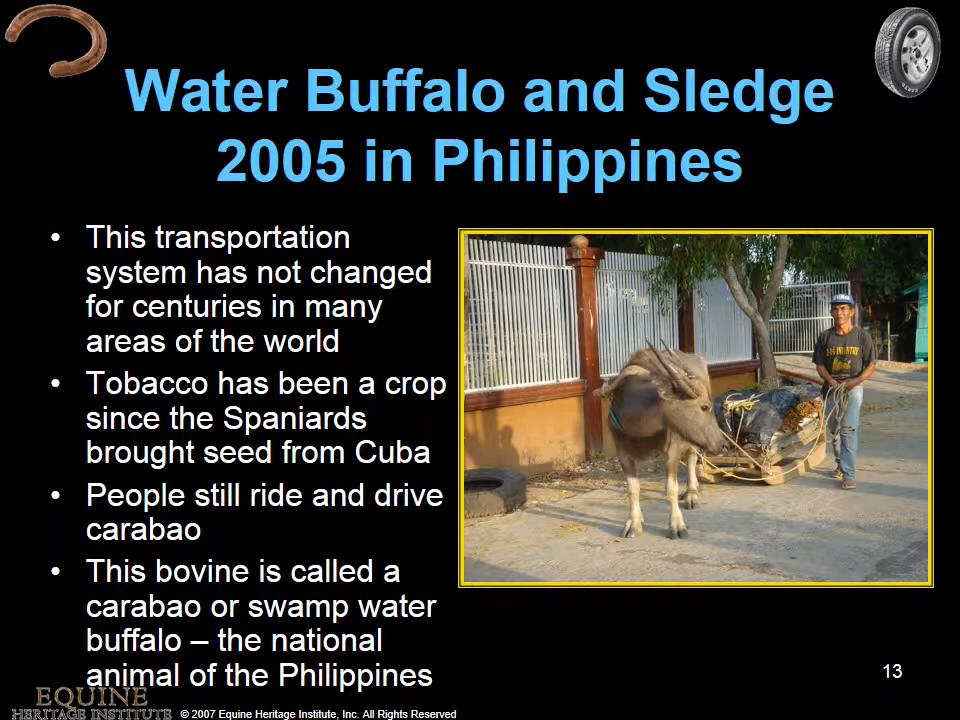 Water Buffalo and Sledge
2005 in Philippines
• This transportation
system has not changed
for centuries in many
areas of the world
• Tobacco has been a crop
since the Spaniards
brought seed from Cuba
• People still ride and drive
carabao
• This bovine is called a
carabao or swamp water
buffalo – the national
animal of the Philippines
13
EQUINE
HERITAGE INSTITUTE
© 2007 Equine Heritage Institute, Inc. All Rights Reserved